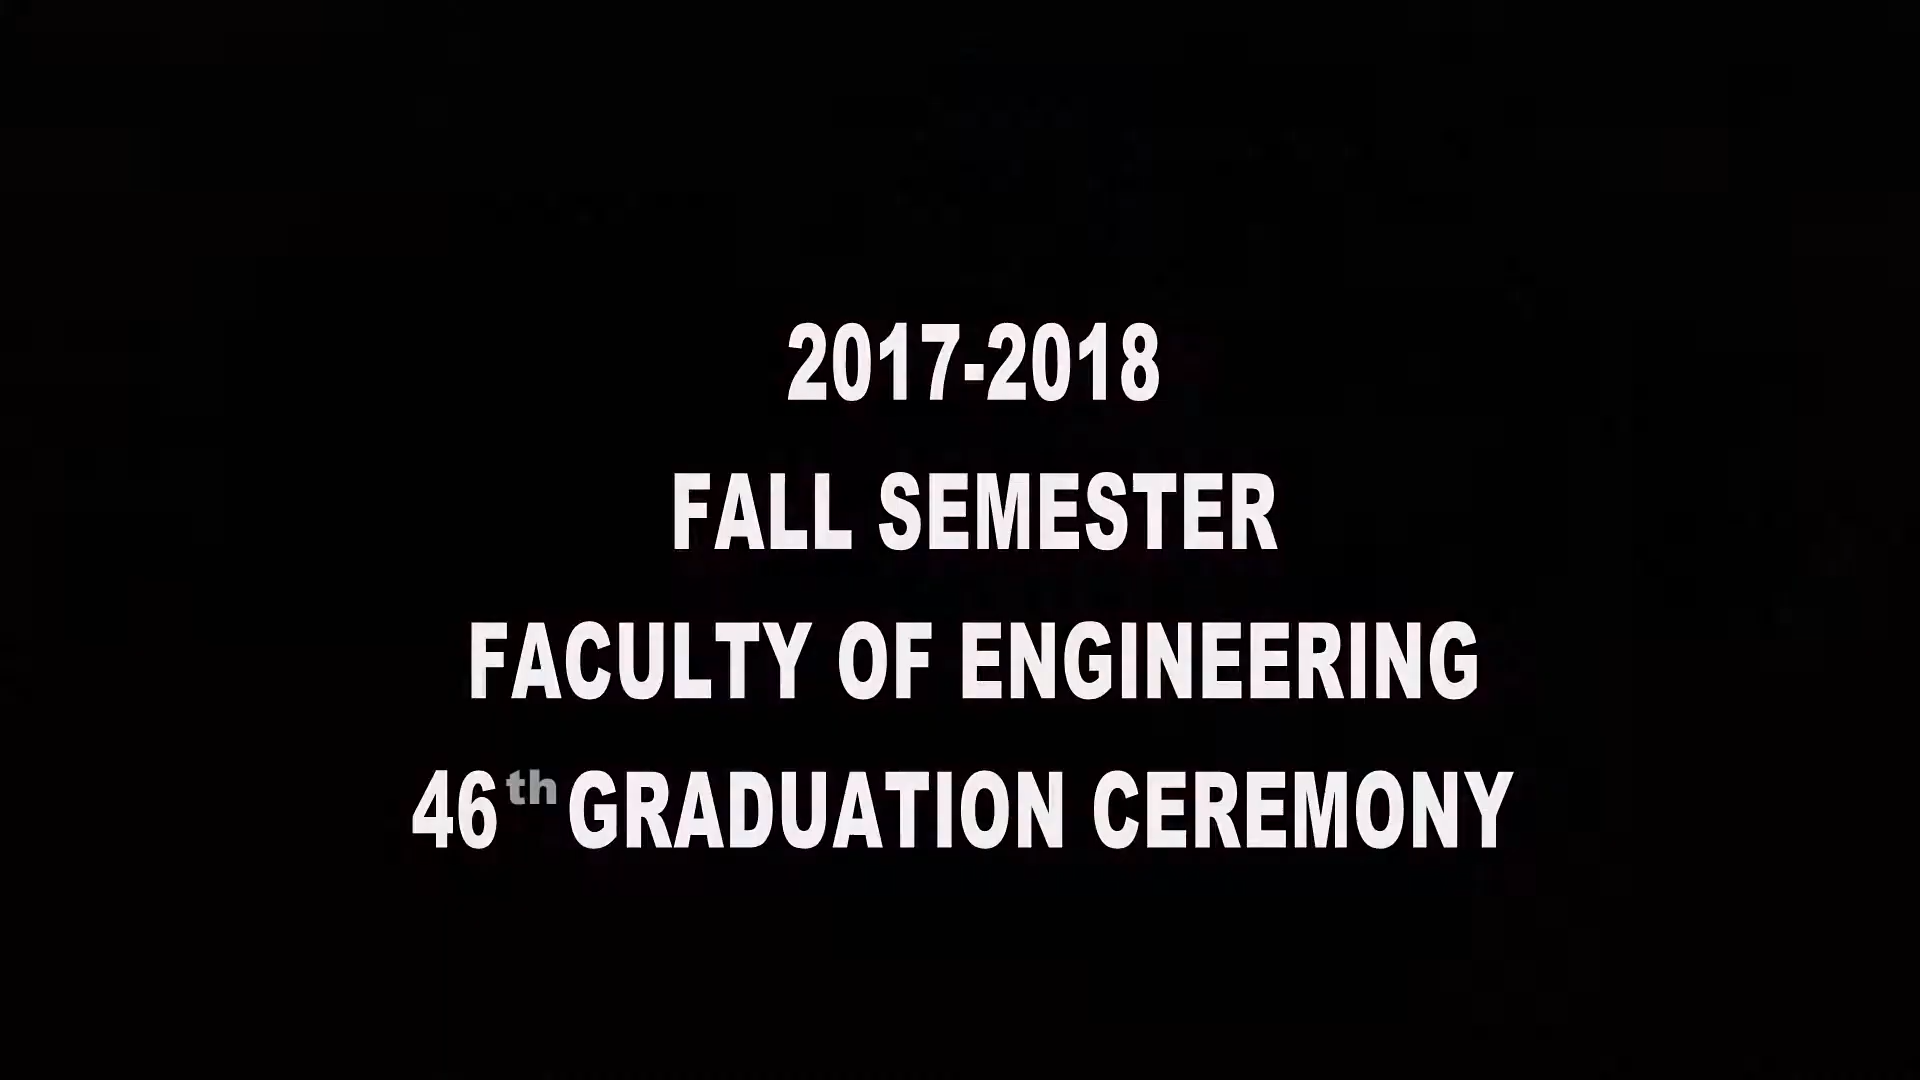 2017-2018
FALL SEMESTER
FACULTY OF ENGINEERING
46th GRADUATION CEREMONY